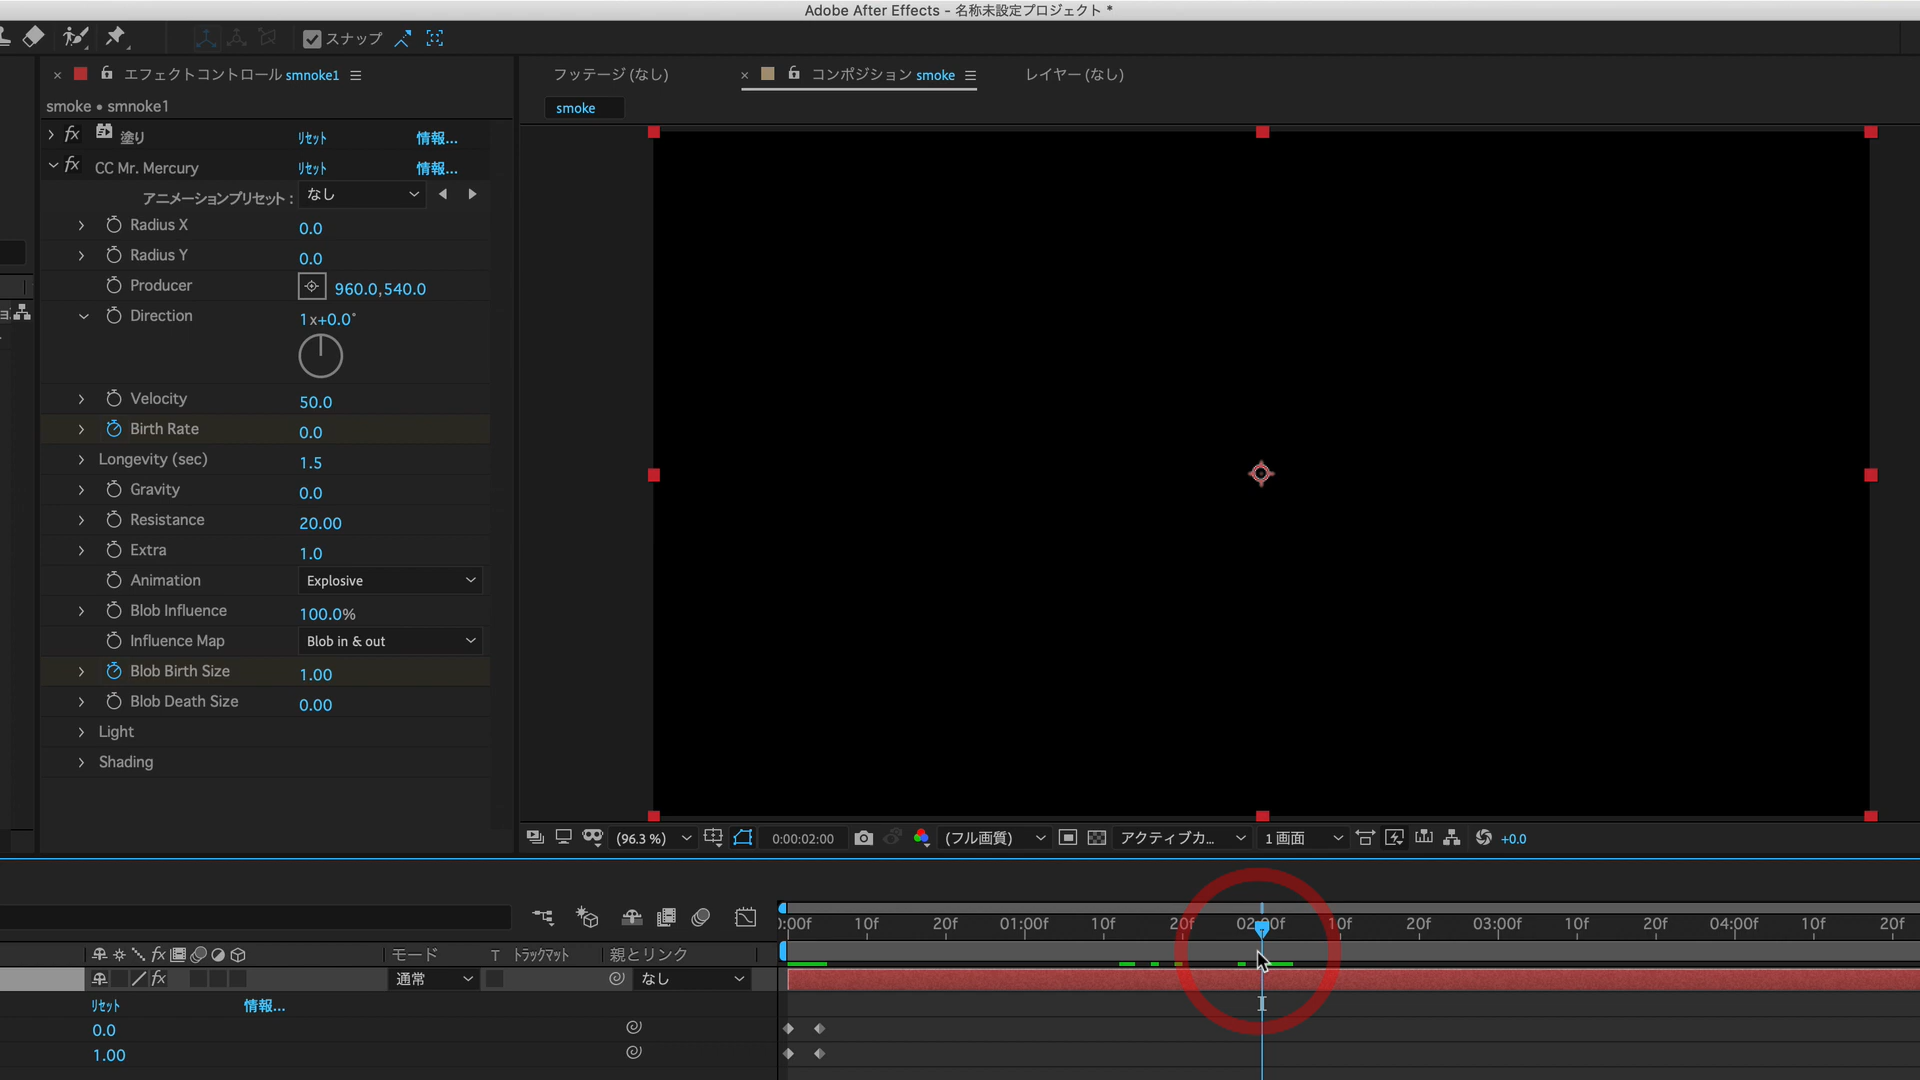 Adobe After Effects - 名称未設定プロジェクト *
スナップ
エフェクトコントロール smnoke1
フッテージ (なし)
コンポジション smoke
レイヤー (なし)
smoke • smnoke1
smoke
fx 塗り リセット 情報...
fx CC Mr. Mercury リセット 情報...
アニメーションプリセット : なし
Radius X 0.0
Radius Y 0.0
Producer 960.0,540.0
Direction 1x+0.0°
Velocity 50.0
Birth Rate 0.0
Longevity (sec) 1.5
Gravity 0.0
Resistance 20.00
Extra 1.0
Animation Explosive
Blob Influence 100.0%
Influence Map Blob in & out
Blob Birth Size 1.00
Blob Death Size 0.00
Light
Shading
(96.3 %) 0:00:02:00 (フル画質) アクティブカ... 1 画面 +0.0
):00f 10f 20f 01:00f 10f 20f 02:00f 10f 20f 03:00f 10f 20f 04:00f 10f 20f
fx モード T トラックマット 親とリンク
fx 通常 なし
リセット 情報...
0.0
1.00